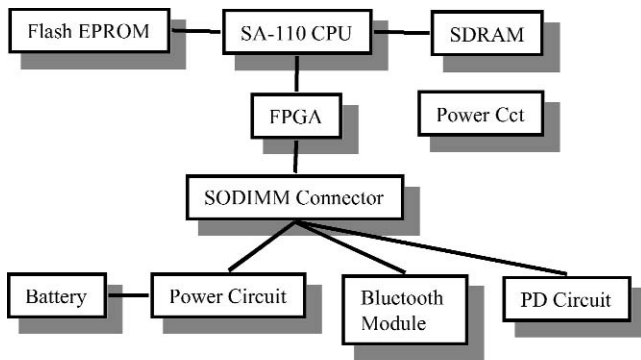 Flash EPROM
SA-110 CPU
SDRAM
FPGA
Power Cct
SODIMM Connector
Battery
Power Circuit
Bluetooth
Module
PD Circuit